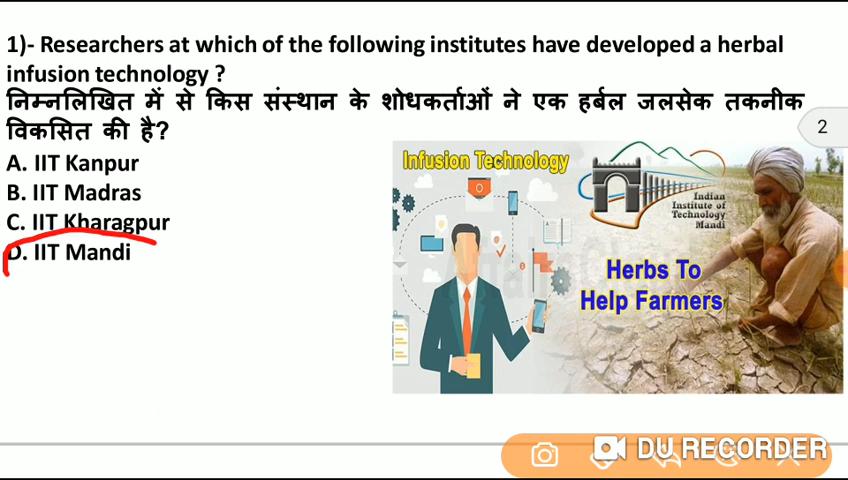 1)- Researchers at which of the following institutes have developed a herbal
infusion technology ?
निम्नलिखित में से किस संस्थान के शोधकर्ताओं ने एक हर्बल जलसेक तकनीक
विकसित की है?
2
A. IIT Kanpur
B. IIT Madras
C. IIT Kharagpur
D. IIT Mandi
Infusion Technology
Indian
Institute of
Technology
Mandi
Herbs To
Help Farmers
DU RECORDER